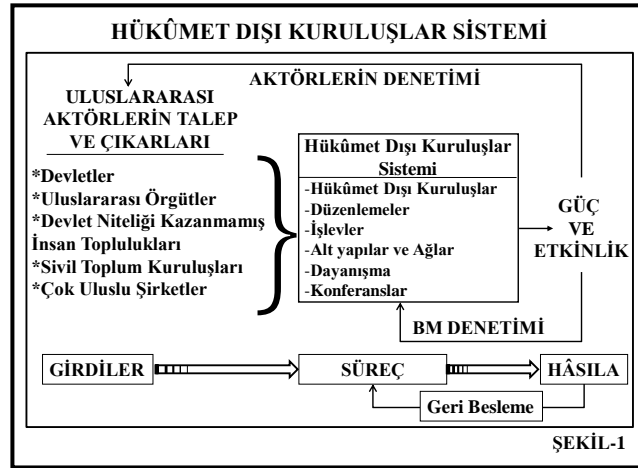 HÜKÛMET DIŞI KURULUŞLAR SİSTEMİ
AKTÖRLERİN DENETİMİ
ULUSLARARASI
AKTÖRLERİN TALEP
VE ÇIKARLARI
*Devletler
*Uluslararası Örgütler
*Devlet Niteliği Kazanmamış
İnsan Toplulukları
*Sivil Toplum Kuruluşları
*Çok Uluslu Şirketler
Hükûmet Dışı Kuruluşlar
Sistemi
-Hükûmet Dışı Kuruluşlar
-Düzenlemeler
-İşlevler
-Alt yapılar ve Ağlar
-Dayanışma
-Konferanslar
GÜÇ
VE
ETKİNLİK
BM DENETİMİ
GİRDİLER
SÜREÇ
HÂSILA
Geri Besleme
ŞEKİL-1